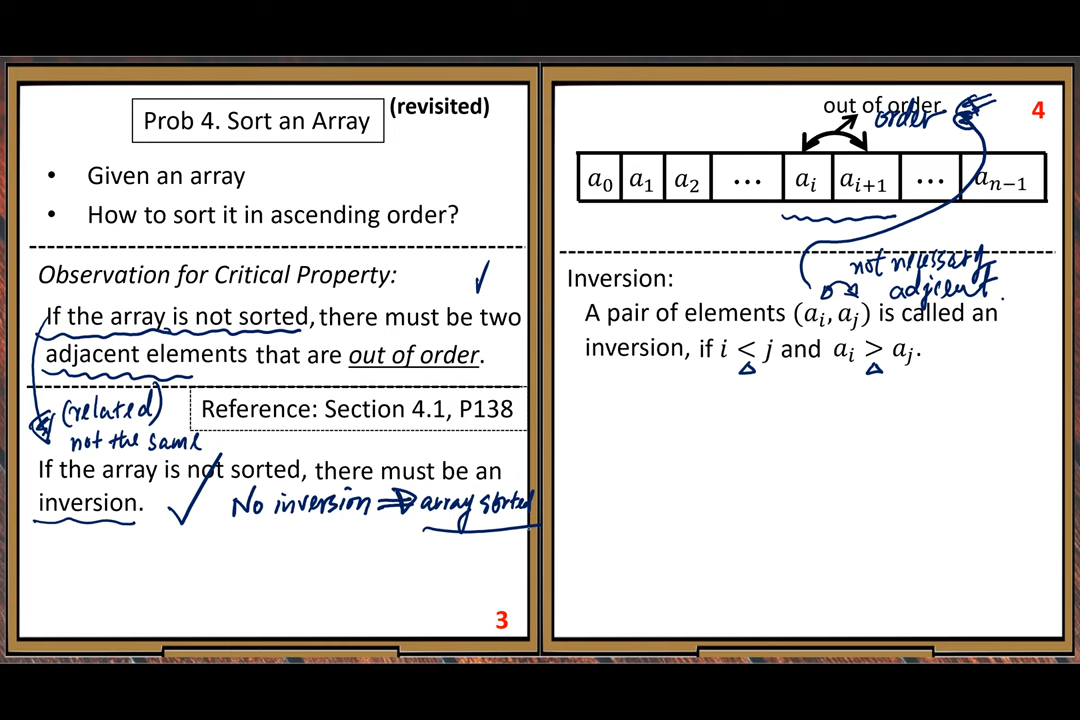 Prob 4. Sort an Array
(revisited)
• Given an array
• How to sort it in ascending order?
Observation for Critical Property:
If the array is not sorted, there must be two
adjacent elements that are out of order.
(related)
not the same
Reference: Section 4.1, P138
If the array is not sorted, there must be an
inversion.
No inversion ⇒ array sorted
3
out of order
order
4
a₀ a₁ a₂ ⋯ aᵢ aᵢ₊₁ ⋯ aₙ₋₁
not necessary
adjcent.
Inversion:
A pair of elements (aᵢ, aⱼ) is called an
inversion, if i < j and aᵢ > aⱼ.